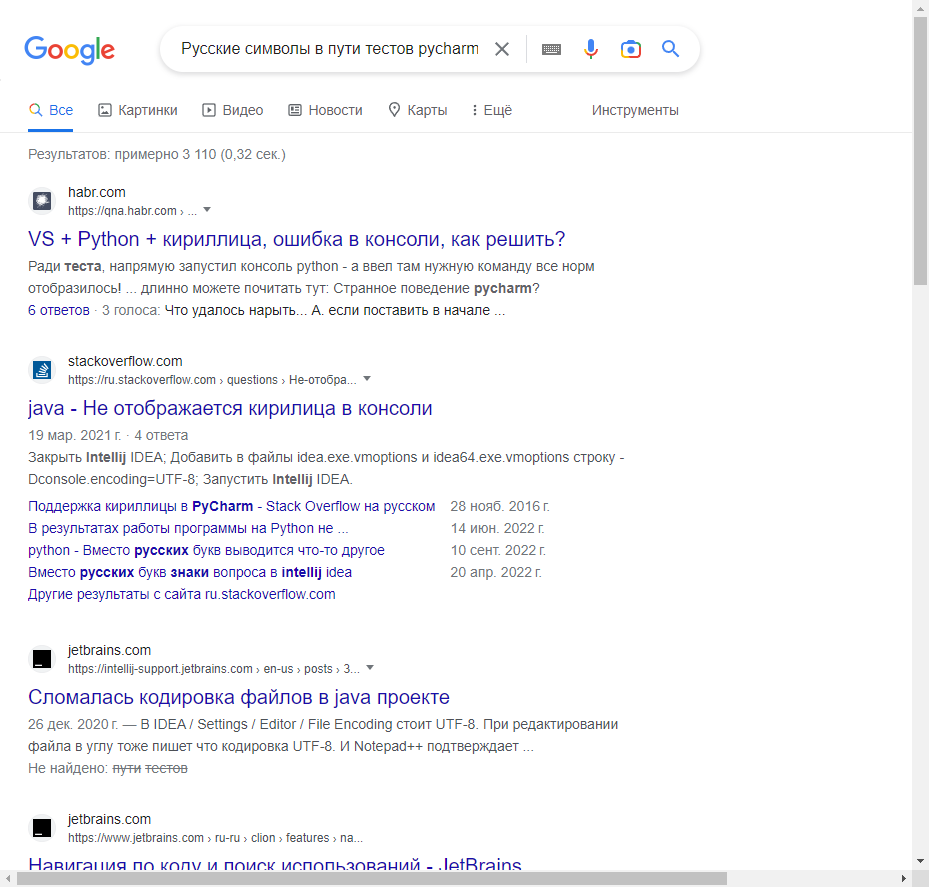 Google
Русские символы в пути тестов pycharm
Все
Картинки
Видео
Новости
Карты
Ещё
Инструменты
Результатов: примерно 3 110 (0,32 сек.)
habr.com
https://qna.habr.com › ...
VS + Python + кириллица, ошибка в консоли, как решить?
Ради теста, напрямую запустил консоль python - а ввел там нужную команду все норм
отобразилось! ... длинно можете почитать тут: Странное поведение pycharm?
6 ответов · 3 голоса: Что удалось нарыть... А. если поставить в начале ...
stackoverflow.com
https://ru.stackoverflow.com › questions › Не-отобра...
java - Не отображается кирилица в консоли
19 мар. 2021 г. · 4 ответа
Закрыть Intellij IDEA; Добавить в файлы idea.exe.vmoptions и idea64.exe.vmoptions строку -
Dconsole.encoding=UTF-8; Запустить Intellij IDEA.
Поддержка кириллицы в PyCharm - Stack Overflow на русском 28 нояб. 2016 г.
В результатах работы программы на Python не ... 14 июн. 2022 г.
python - Вместо русских букв выводится что-то другое 10 сент. 2022 г.
Вместо русских букв знаки вопроса в intellij idea 20 апр. 2022 г.
Другие результаты с сайта ru.stackoverflow.com
jetbrains.com
https://intellij-support.jetbrains.com › en-us › posts › 3...
Сломалась кодировка файлов в java проекте
26 дек. 2020 г. — В IDEA / Settings / Editor / File Encoding стоит UTF-8. При редактировании
файла в углу тоже пишет что кодировка UTF-8. И Notepad++ подтверждает ...
Не найдено: пути тестов
jetbrains.com
https://www.jetbrains.com › ru-ru › clion › features › na...
Навигация по коду и поиск использований - JetBrains